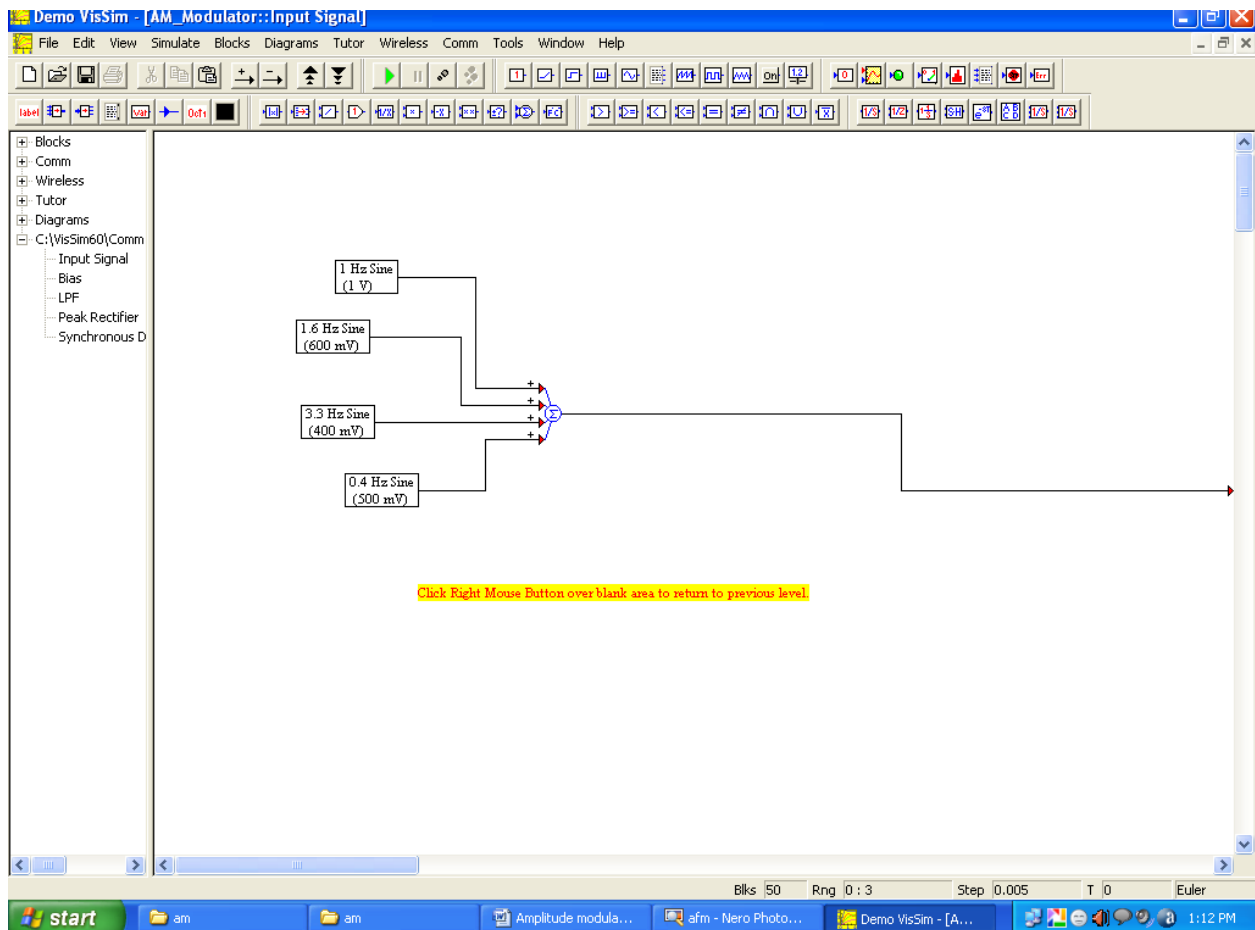 Demo VisSim - [AM_Modulator::Input Signal]
File Edit View Simulate Blocks Diagrams Tutor Wireless Comm Tools Window Help
Blocks
Comm
Wireless
Tutor
Diagrams
C:\VisSim60\Comm
Input Signal
Bias
LPF
Peak Rectifier
Synchronous D
1 Hz Sine
(1 V)
1.6 Hz Sine
(600 mV)
3.3 Hz Sine
(400 mV)
0.4 Hz Sine
(500 mV)
+
+
+
+
Σ
Click Right Mouse Button over blank area to return to previous level.
Blks 50 Rng 0 : 3 Step 0.005 T 0 Euler
start am am Amplitude modula... afm - Nero Photo... Demo VisSim - [A... 1:12 PM